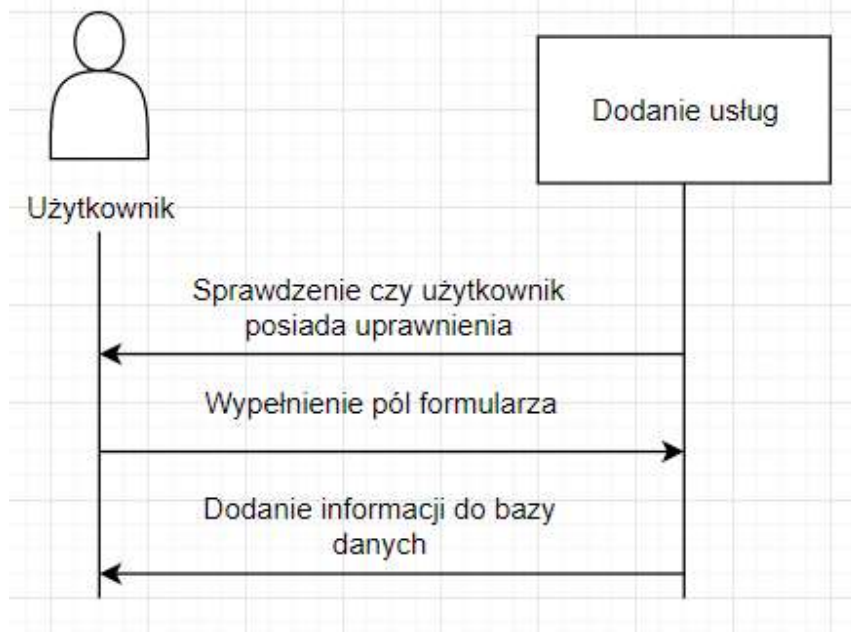 Dodanie usług
Użytkownik
Sprawdzenie czy użytkownik
posiada uprawnienia
Wypełnienie pól formularza
Dodanie informacji do bazy
danych